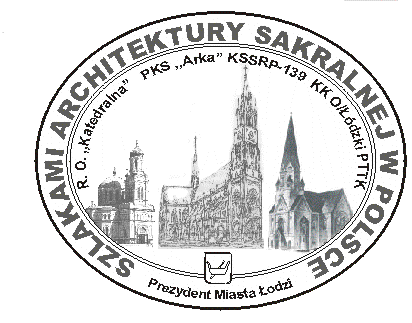 SZLAKAMI ARCHITEKTURY SAKRALNEJ W POLSCE
R. O. „Katedralna” PKS „Arka” KSSRP-139 KK O/Łódzki PTTK
Prezydent Miasta Łodzi